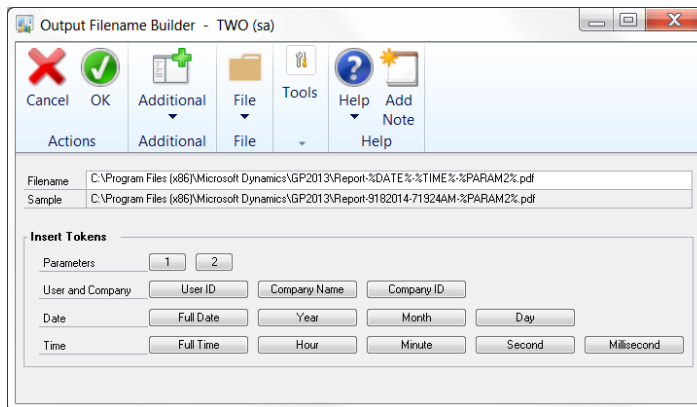 Output Filename Builder - TWO (sa)
Cancel OK Additional File Tools Help Add Note
Actions Additional File Help
Filename C:\Program Files (x86)\Microsoft Dynamics\GP2013\Report-%DATE%-%TIME%-%PARAM2%.pdf
Sample C:\Program Files (x86)\Microsoft Dynamics\GP2013\Report-9182014-71924AM-%PARAM2%.pdf
Insert Tokens
Parameters 1 2
User and Company User ID Company Name Company ID
Date Full Date Year Month Day
Time Full Time Hour Minute Second Millisecond